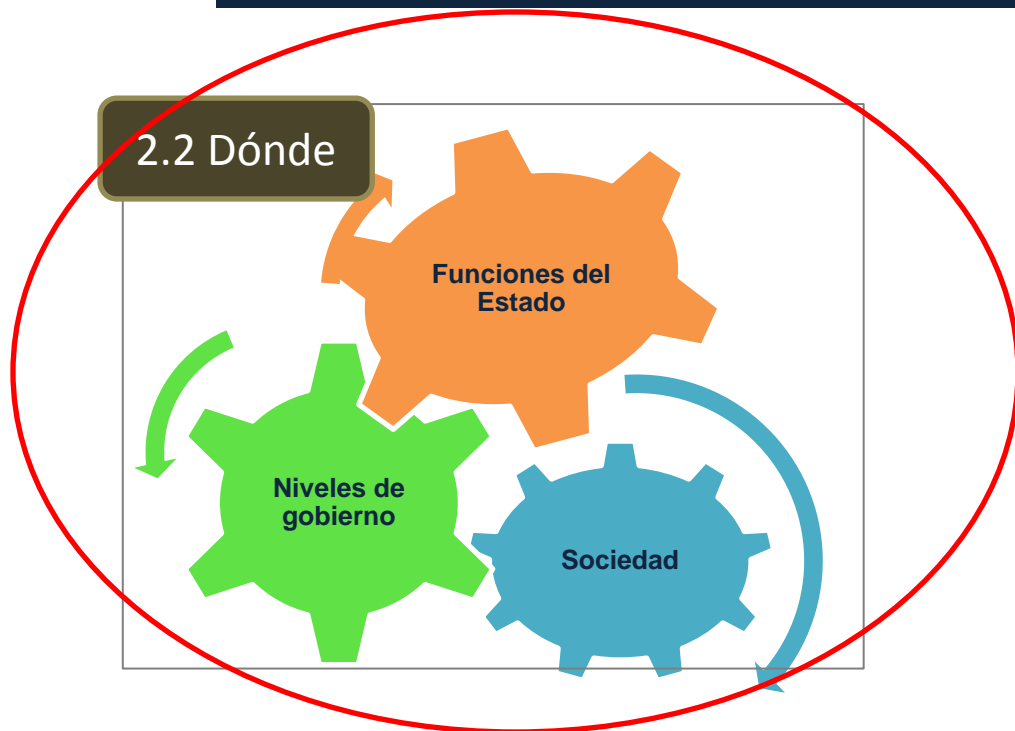 2.2 Dónde
Funciones del
Estado
Niveles de
gobierno
Sociedad